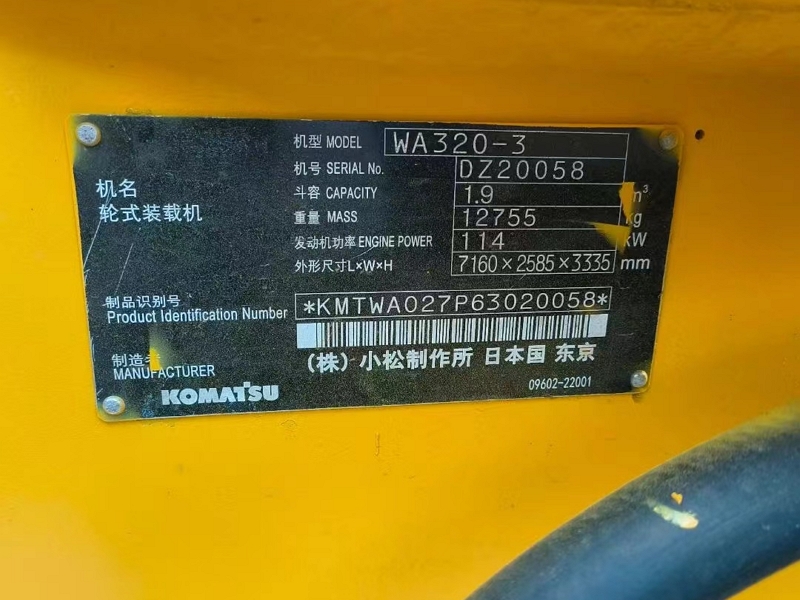 机名
轮式装载机
机型 MODEL WA320-3
机号 SERIAL No. DZ20058
斗容 CAPACITY 1.9 m³
重量 MASS 12755 kg
发动机功率 ENGINE POWER 114 kW
外形尺寸 L×W×H 7160×2585×3335 mm
制品识别号
Product Identification Number *KMTWA027P63020058*
制造者
MANUFACTURER (株) 小松制作所 日本国 东京
KOMATSU 09602-22001